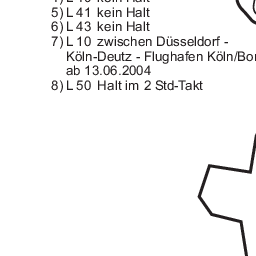 5) L 41 kein Halt
6) L 43 kein Halt
7) L 10 zwischen Düsseldorf -
Köln-Deutz - Flughafen Köln/Bon
ab 13.06.2004
8) L 50 Halt im 2 Std-Takt